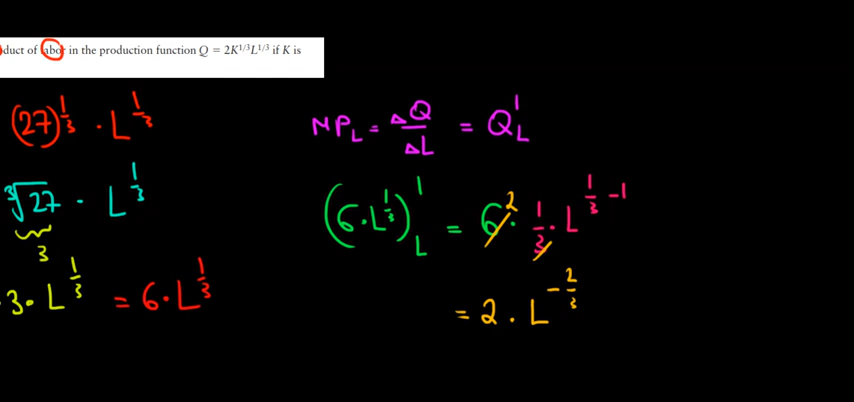 duct of labor in the production function Q = 2K^{1/3}L^{1/3} if K is
(27)^{1/3} · L^{1/3}
∛27 · L^{1/3}
3
3 · L^{1/3} = 6 · L^{1/3}
MP_L = ΔQ/ΔL = Q'_L
(6 · L^{1/3})'_L = 6 2 · 1/3 · L^{1/3 - 1}
= 2 · L^{-2/3}